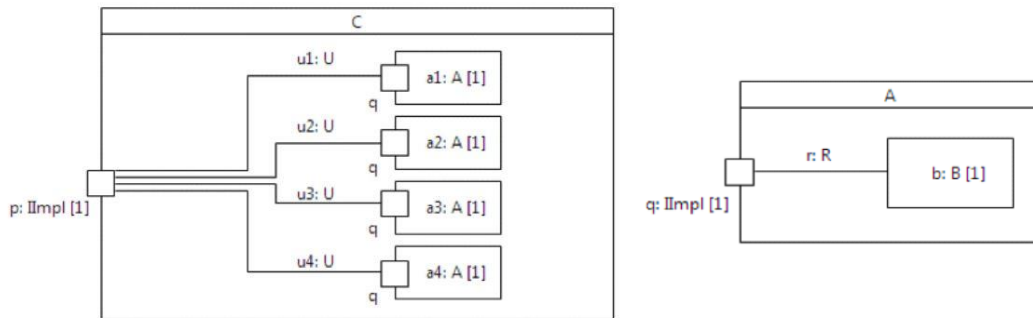 C
u1: U
a1: A [1]
q
u2: U
a2: A [1]
q
p: IImpl [1]
u3: U
a3: A [1]
q
u4: U
a4: A [1]
q
A
r: R
b: B [1]
q: IImpl [1]